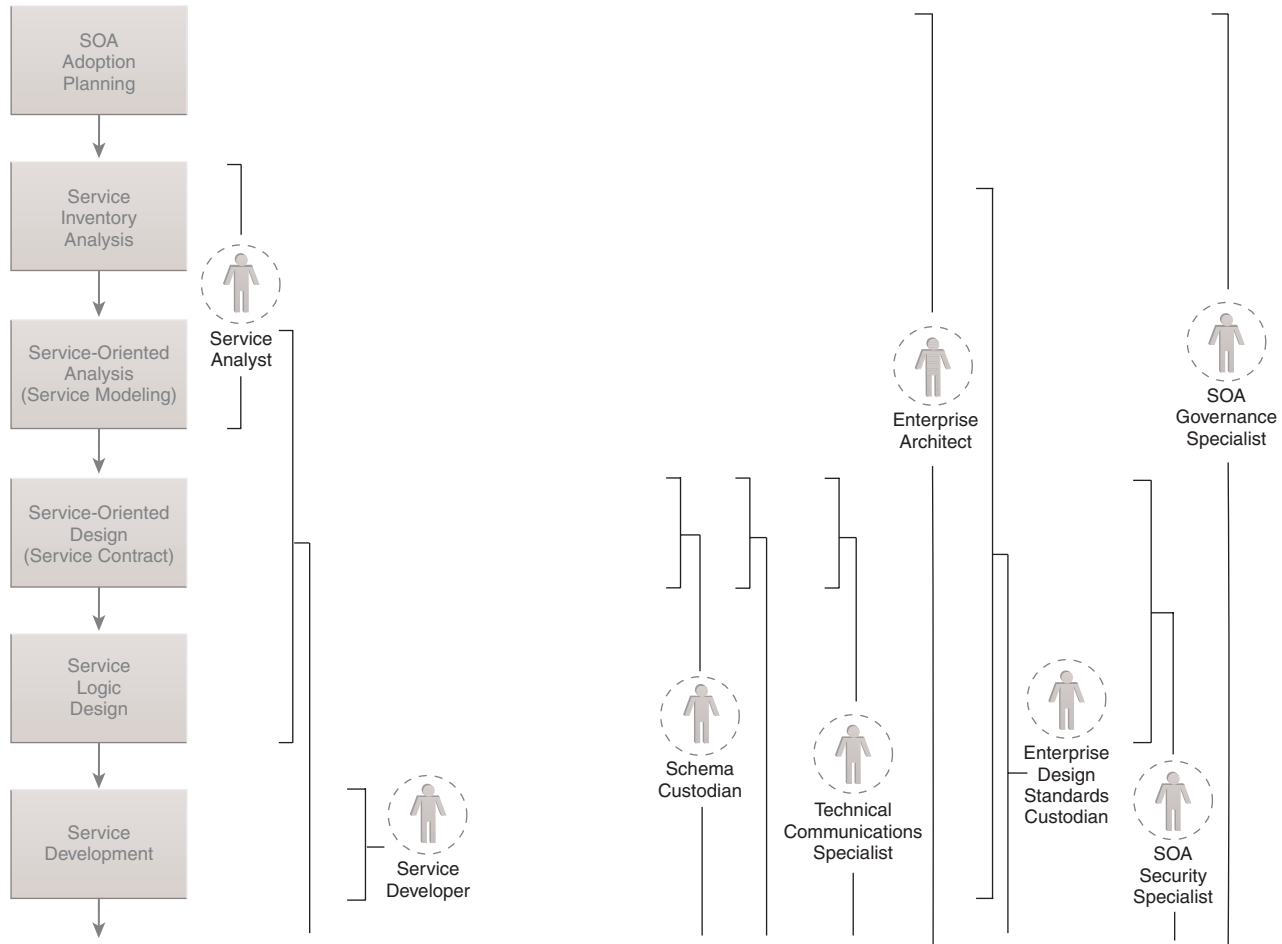 SOA
Adoption
Planning
Service
Inventory
Analysis
Service
Analyst
Service-Oriented
Analysis
(Service Modeling)
Service-Oriented
Design
(Service Contract)
Service
Logic
Design
Service
Development
Service
Developer
Schema
Custodian
Technical
Communications
Specialist
Enterprise
Architect
Enterprise
Design
Standards
Custodian
SOA
Security
Specialist
SOA
Governance
Specialist